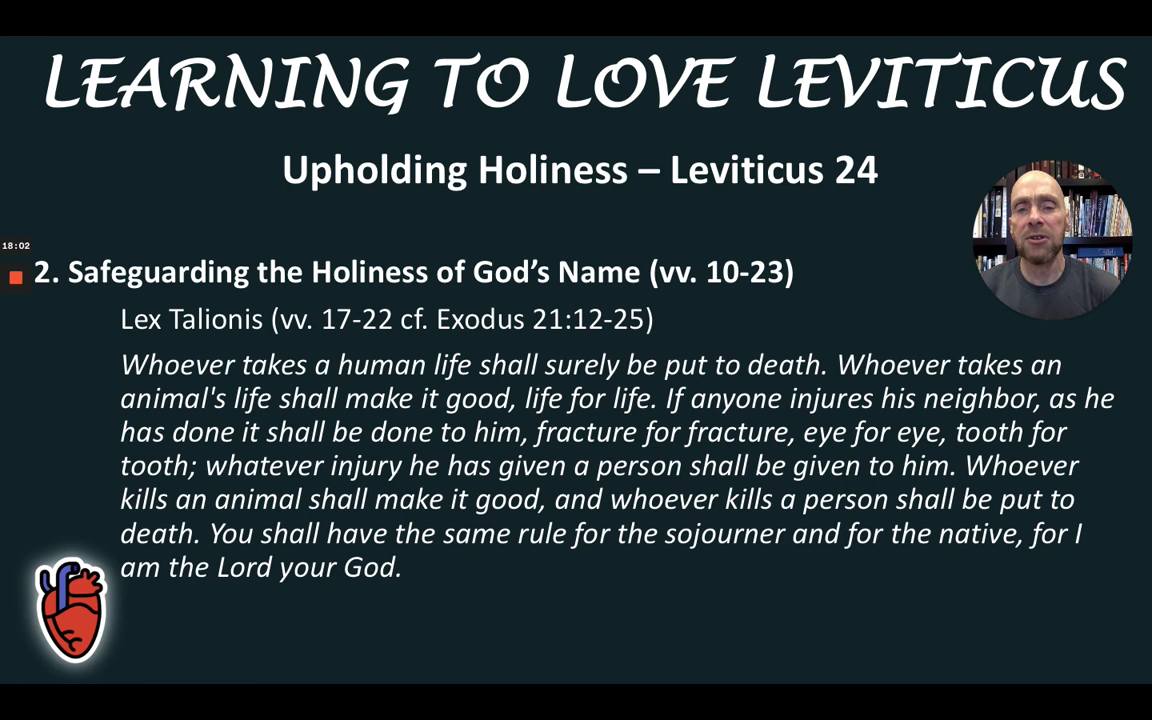 LEARNING TO LOVE LEVITICUS
Upholding Holiness – Leviticus 24
18:02
2. Safeguarding the Holiness of God’s Name (vv. 10-23)
Lex Talionis (vv. 17-22 cf. Exodus 21:12-25)
Whoever takes a human life shall surely be put to death. Whoever takes an
animal's life shall make it good, life for life. If anyone injures his neighbor, as he
has done it shall be done to him, fracture for fracture, eye for eye, tooth for
tooth; whatever injury he has given a person shall be given to him. Whoever
kills an animal shall make it good, and whoever kills a person shall be put to
death. You shall have the same rule for the sojourner and for the native, for I
am the Lord your God.